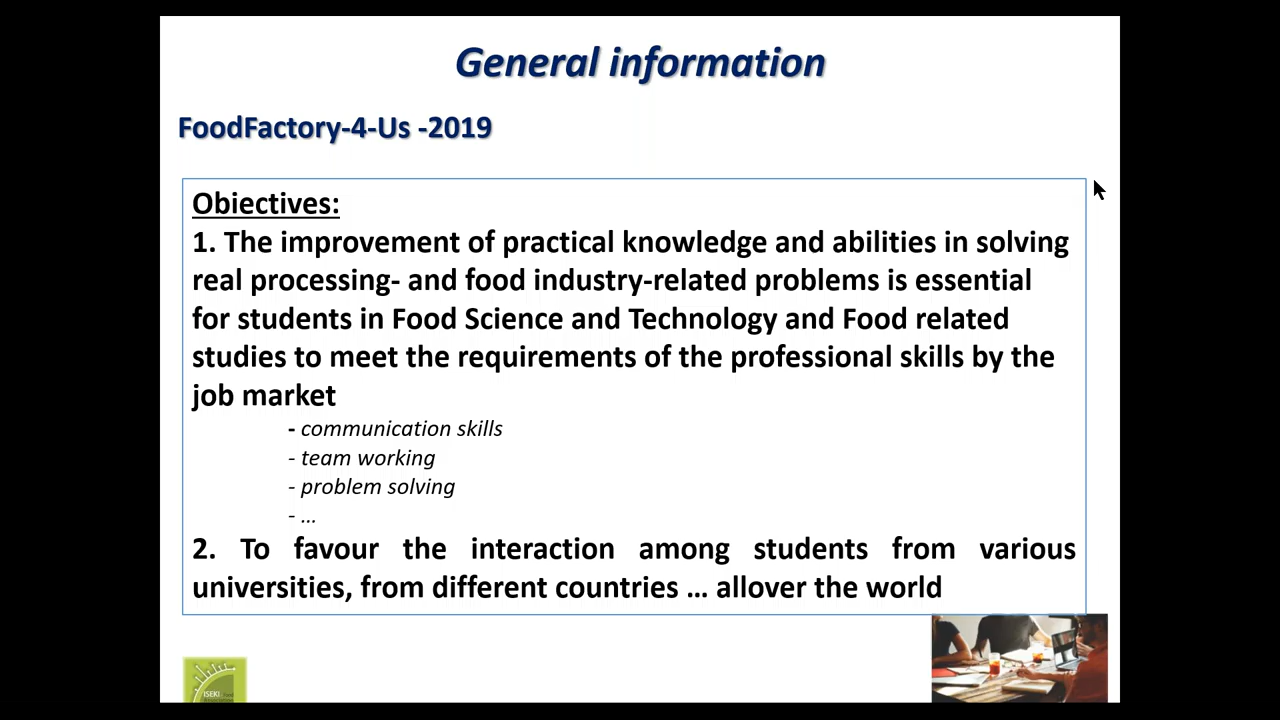 General information
FoodFactory-4-Us -2019
Obiectives:
1. The improvement of practical knowledge and abilities in solving
real processing- and food industry-related problems is essential
for students in Food Science and Technology and Food related
studies to meet the requirements of the professional skills by the
job market
- communication skills
- team working
- problem solving
- …
2. To favour the interaction among students from various
universities, from different countries … allover the world
ISEKI Food